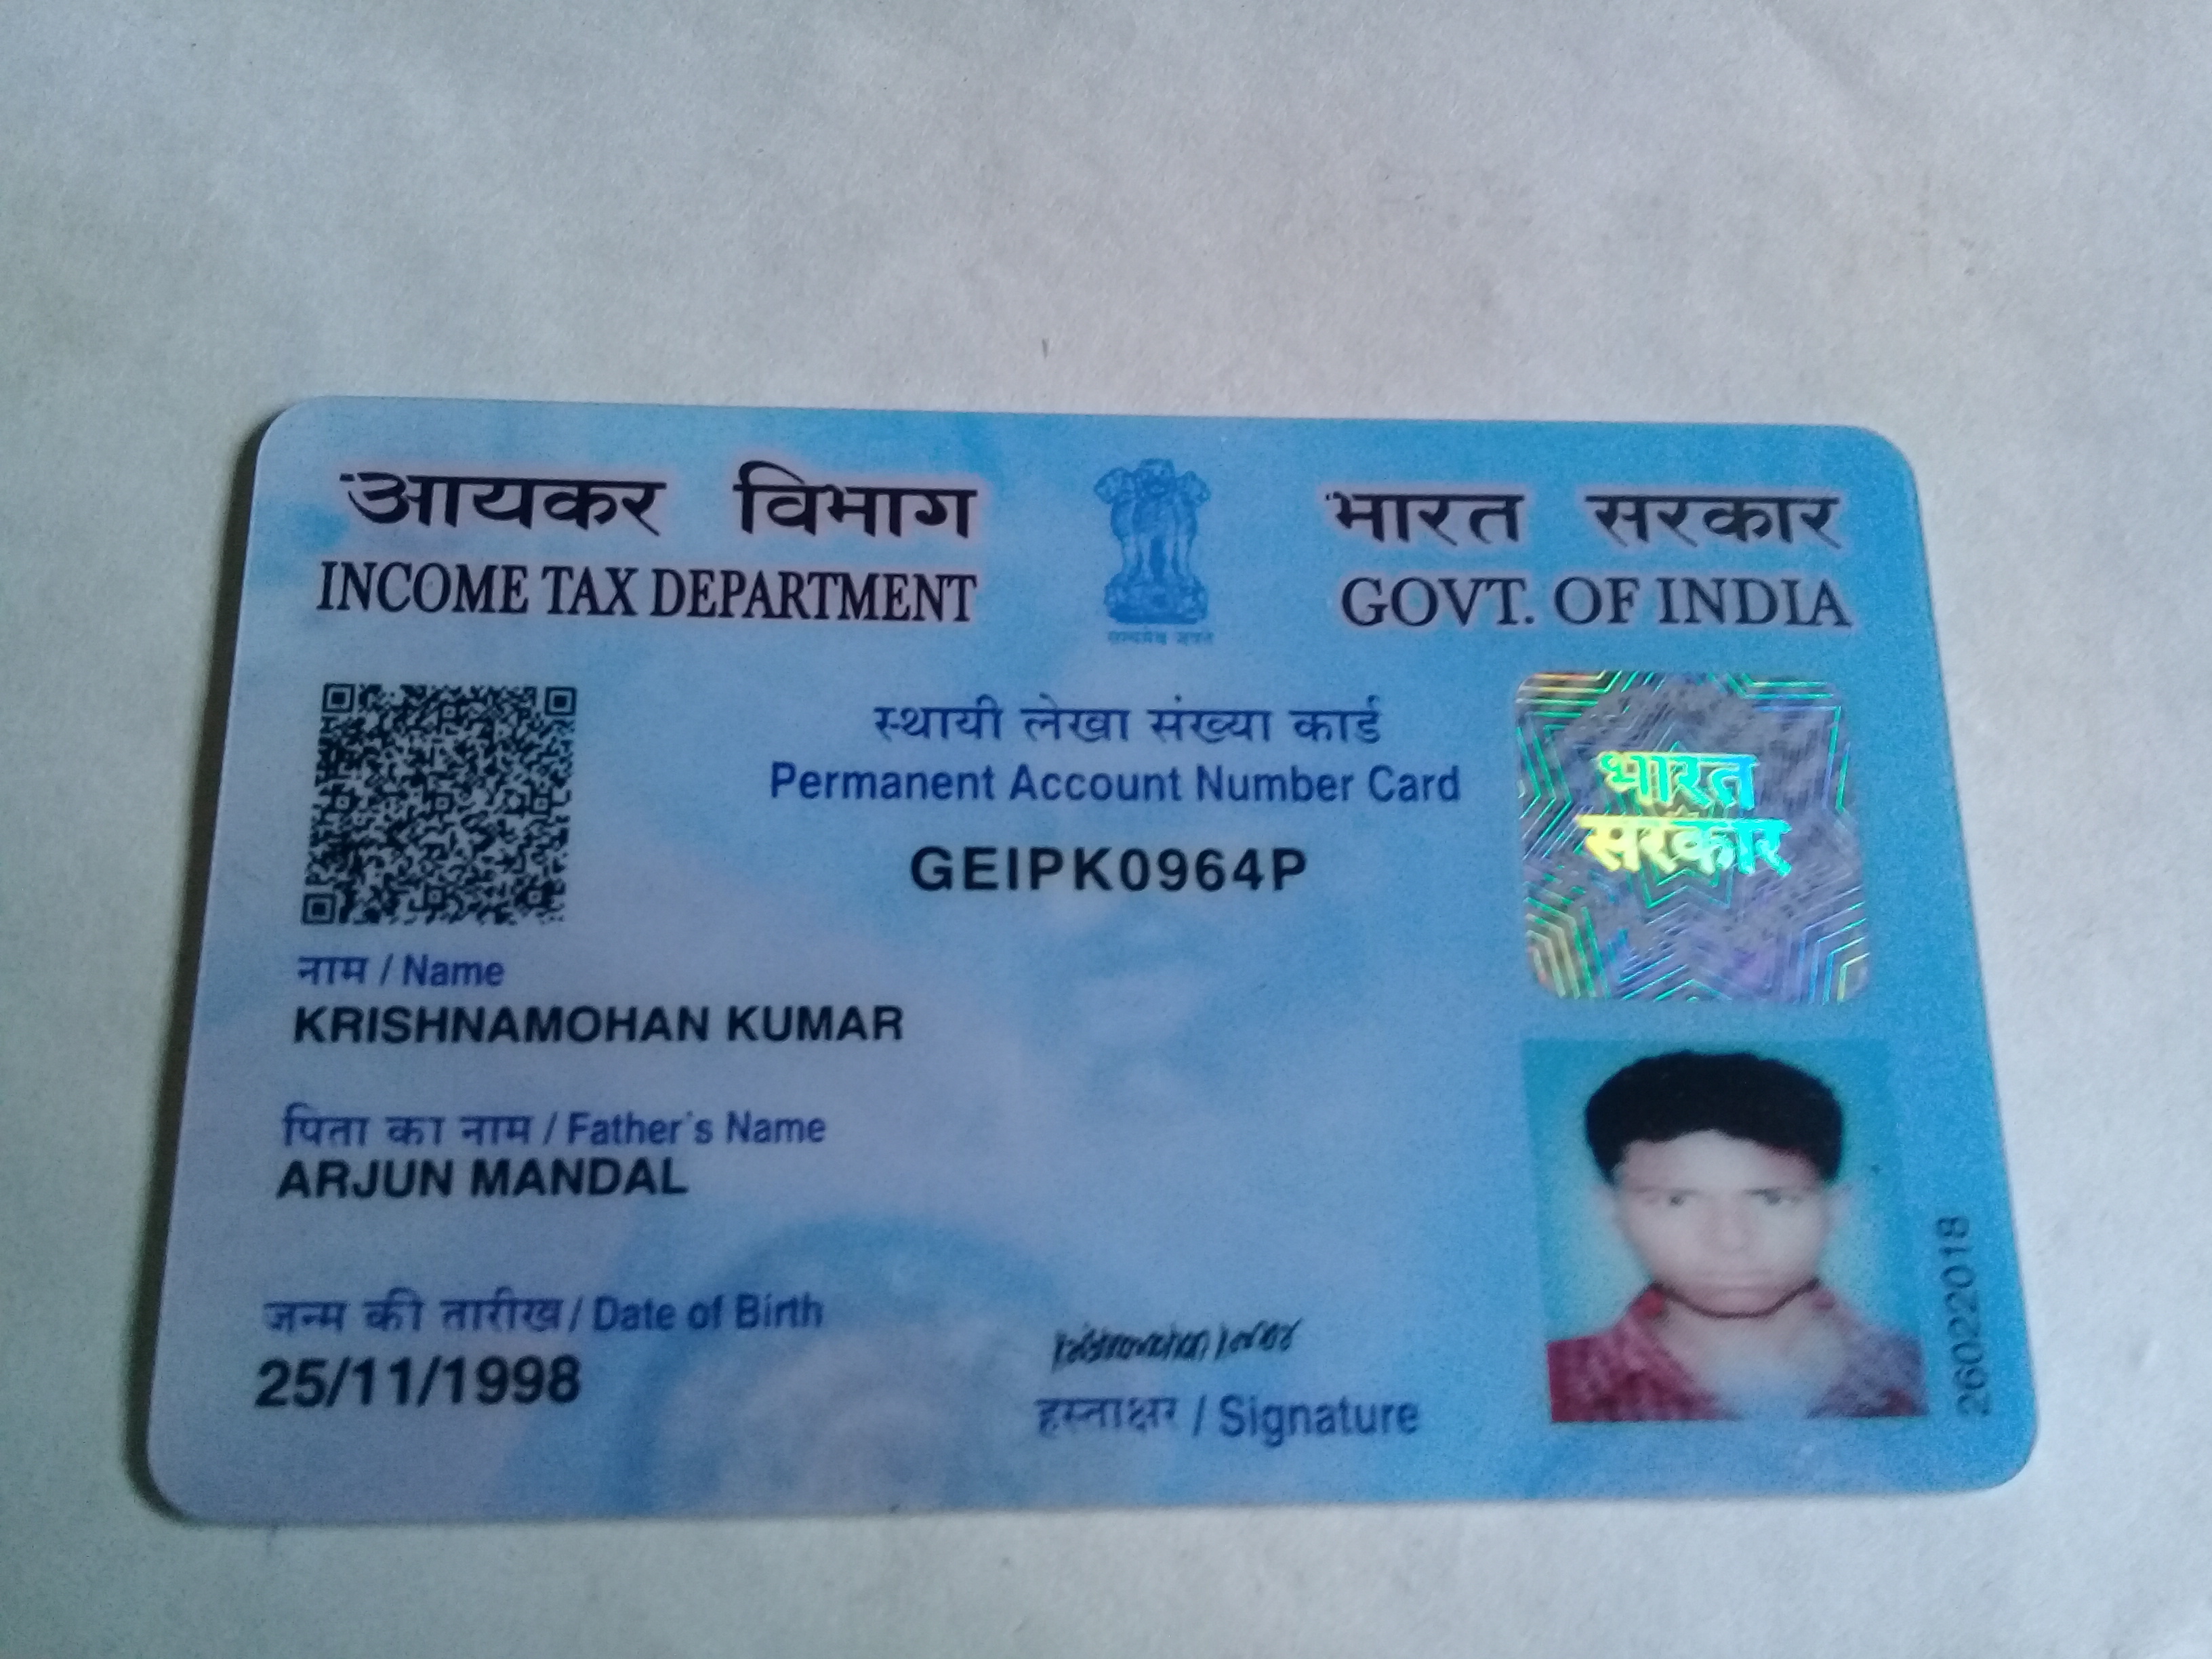 आयकर विभाग
INCOME TAX DEPARTMENT
सत्यमेव जयते
भारत सरकार
GOVT. OF INDIA
स्थायी लेखा संख्या कार्ड
Permanent Account Number Card
GEIPK0964P
भारत
सरकार
नाम / Name
KRISHNAMOHAN KUMAR
पिता का नाम / Father's Name
ARJUN MANDAL
जन्म की तारीख / Date of Birth
25/11/1998
हस्ताक्षर / Signature
26022018